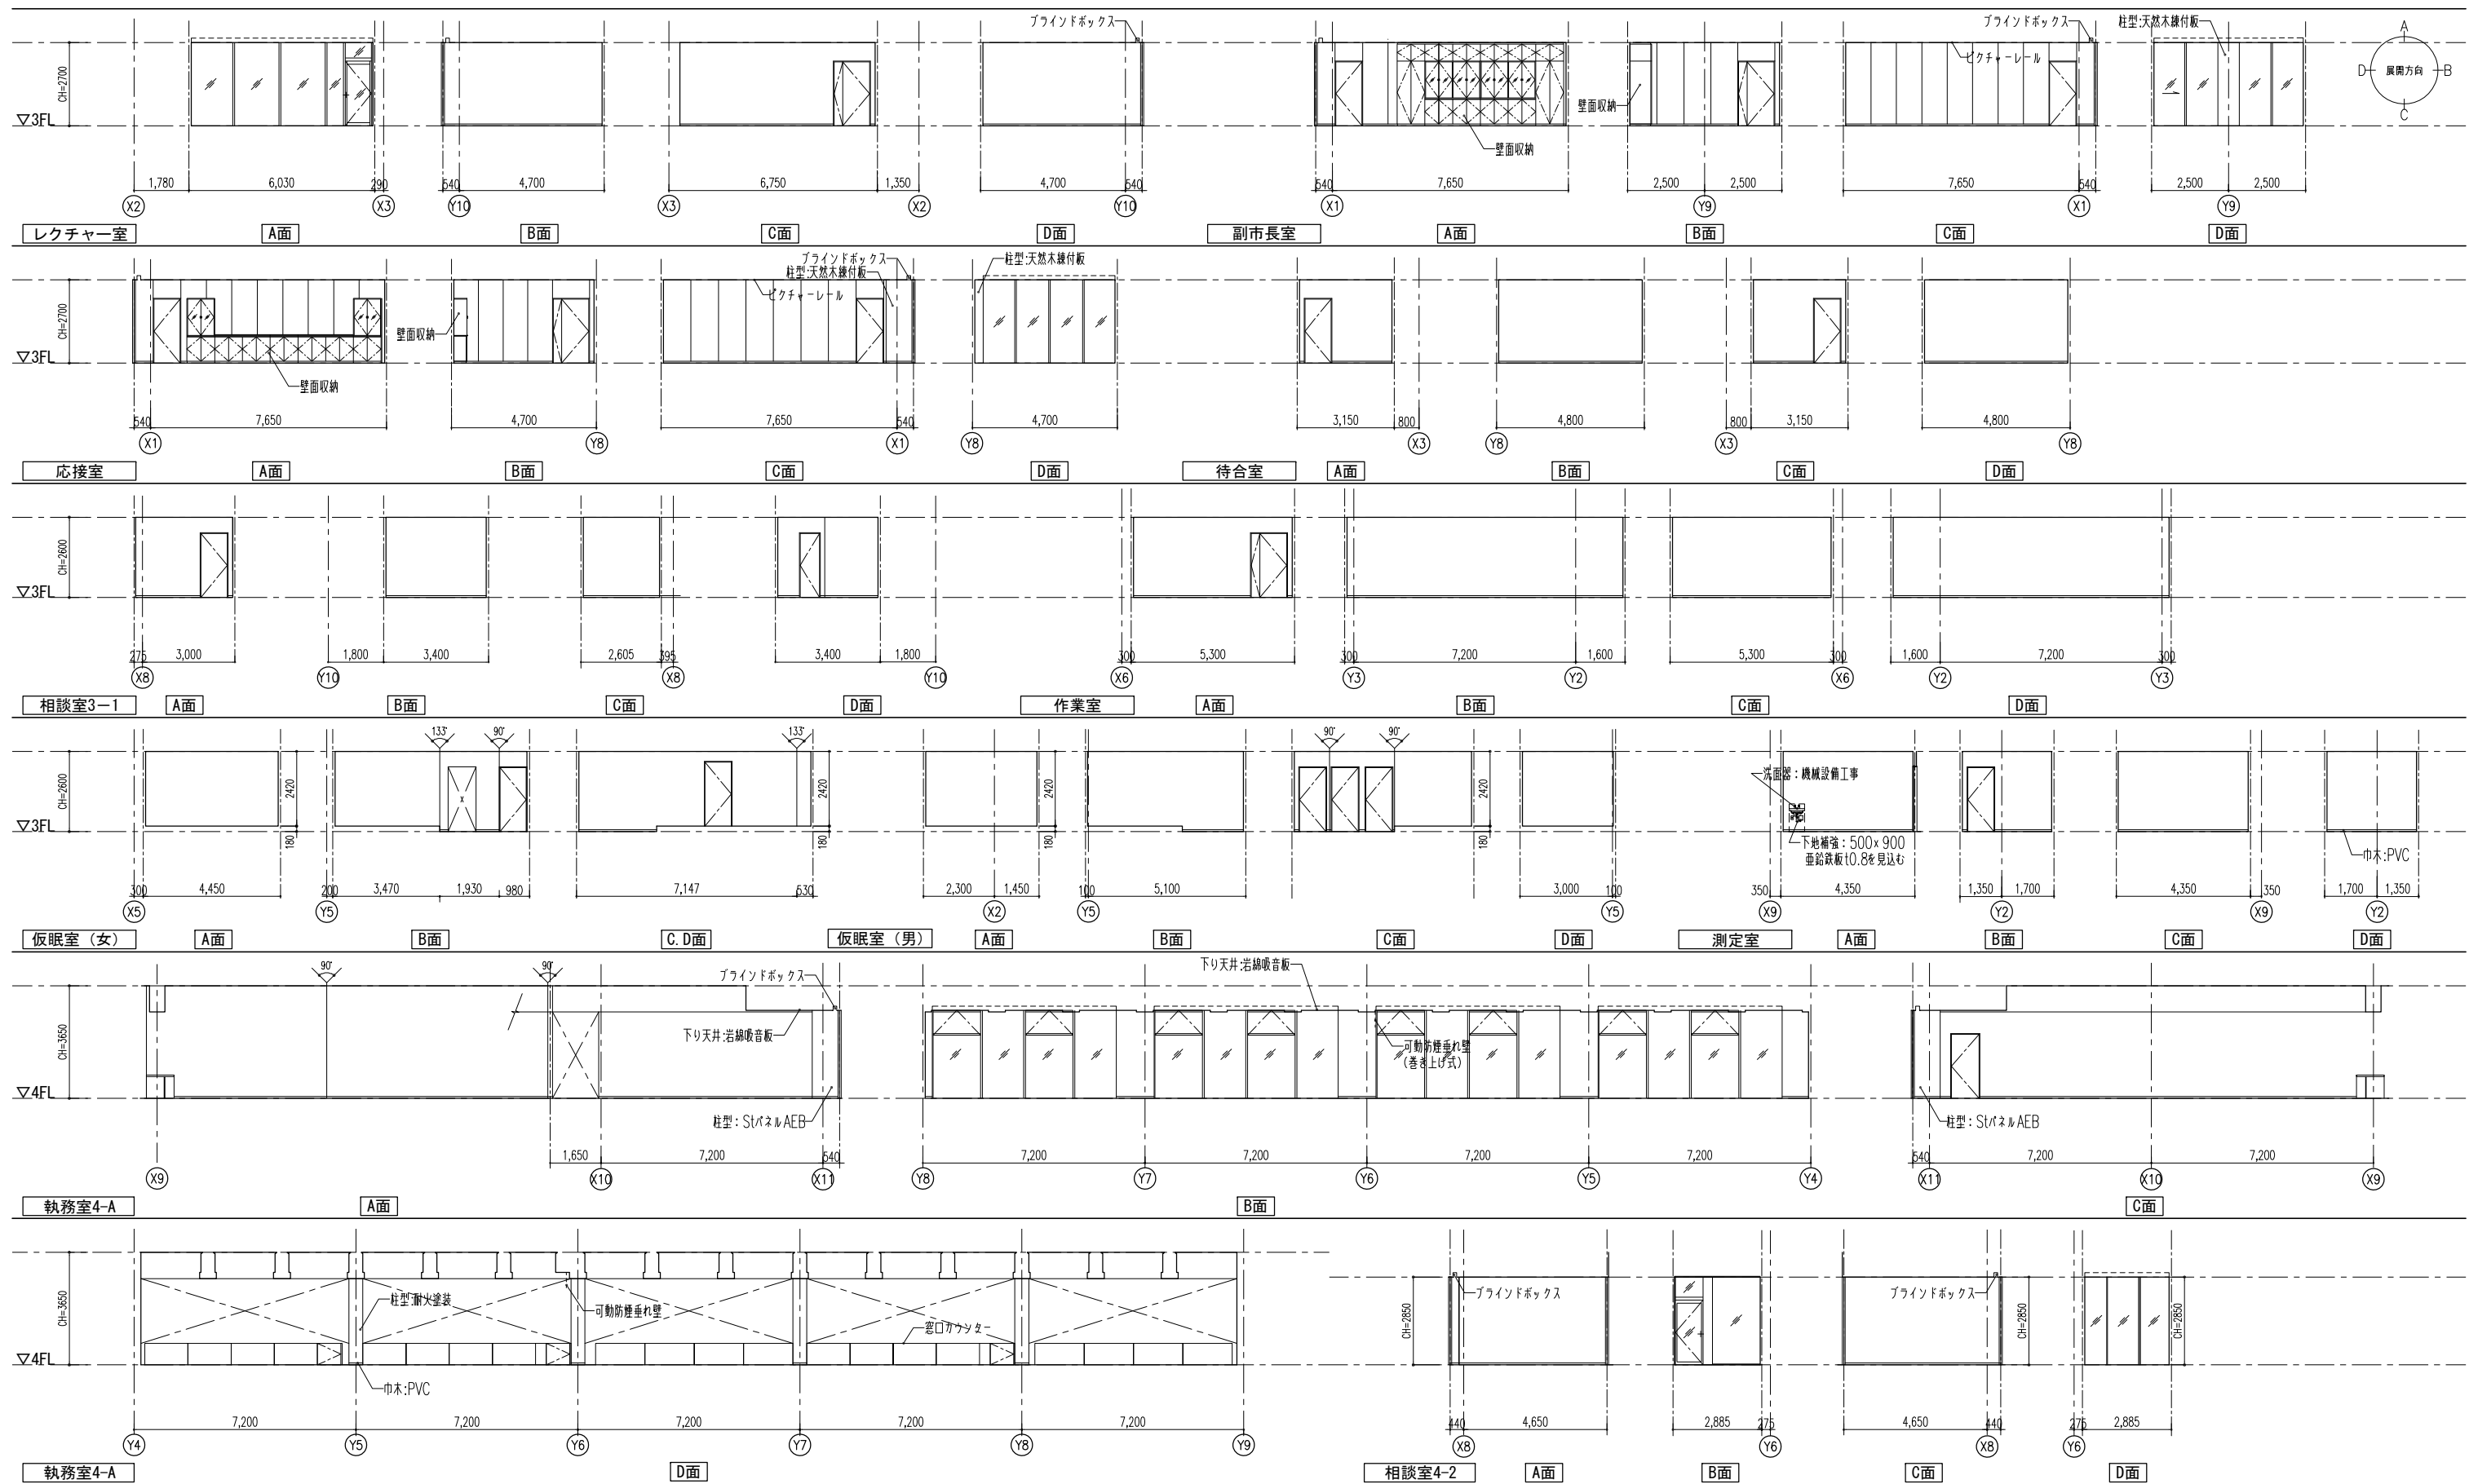 ブラインドボックス
ブラインドボックス
柱型:天然木練付板
A
D
展開方向
B
C
CH=2700
ピクチャーレール
壁面収納
壁面収納
▽3FL
1,780
6,030
290
540
4,700
6,750
1,350
4,700
540
540
7,650
2,500
2,500
7,650
540
2,500
2,500
X2
X3
Y10
X3
X2
Y10
X1
Y9
X1
Y9
レクチャー室
A面
B面
C面
D面
副市長室
A面
B面
C面
D面
ブラインドボックス
柱型:天然木練付板
柱型:天然木練付板
CH=2700
ピクチャーレール
壁面収納
壁面収納
▽3FL
540
7,650
4,700
7,650
540
4,700
3,150
800
4,800
800
3,150
4,800
X1
Y8
X1
Y8
X3
Y8
X3
Y8
応接室
A面
B面
C面
D面
待合室
A面
B面
C面
D面
CH=2600
▽3FL
275
3,000
1,800
3,400
2,605
395
3,400
1,800
300
5,300
300
7,200
1,600
5,300
300
1,600
7,200
300
X8
Y10
X8
Y10
X6
Y3
Y2
X6
Y2
Y3
相談室3-1
A面
B面
C面
D面
作業室
A面
B面
C面
D面
133°
90°
133°
90°
90°
CH=2600
2420
2420
2420
2420
洗面器：機械設備工事
▽3FL
180
180
180
180
下地補強：500×900
亜鉛鉄板t0.8を見込む
巾木:PVC
300
4,450
200
3,470
1,930
980
7,147
530
2,300
1,450
100
5,100
3,000
100
350
4,350
1,350
1,700
4,350
350
1,700
1,350
X5
Y5
X2
Y5
Y5
X9
Y2
X9
Y2
仮眠室（女）
A面
B面
C.D面
仮眠室（男）
A面
B面
C面
D面
測定室
A面
B面
C面
D面
90°
90°
ブラインドボックス
下り天井:岩綿吸音板
CH=3650
下り天井:岩綿吸音板
可動防煙垂れ壁
(巻き上げ式)
▽4FL
柱型：StパネルAEB
柱型：StパネルAEB
1,650
7,200
540
7,200
7,200
7,200
7,200
540
7,200
7,200
X9
X10
X11
Y8
Y7
Y6
Y5
Y4
X11
X10
X9
執務室4-A
A面
B面
C面
CH=3650
柱型:耐火塗装
可動防煙垂れ壁
窓口カウンター
ブラインドボックス
ブラインドボックス
CH=2850
CH=2850
CH=2850
▽4FL
巾木:PVC
7,200
7,200
7,200
7,200
7,200
440
4,650
2,885
275
4,650
440
275
2,885
Y4
Y5
Y6
Y7
Y8
Y9
X8
Y6
X8
Y6
執務室4-A
D面
相談室4-2
A面
B面
C面
D面